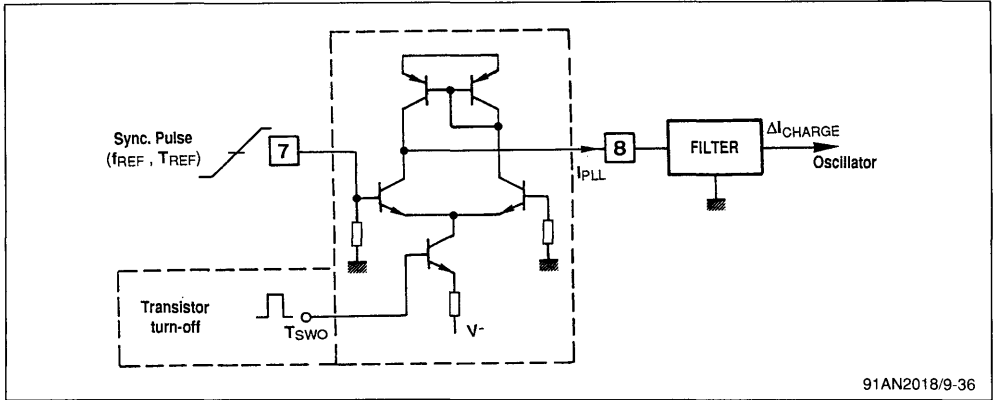 Sync. Pulse
(fREF , TREF)
7
IPLL
8
FILTER
ΔICHARGE
Oscillator
Transistor
turn-off
TSWO
V-
91AN2018/9-36